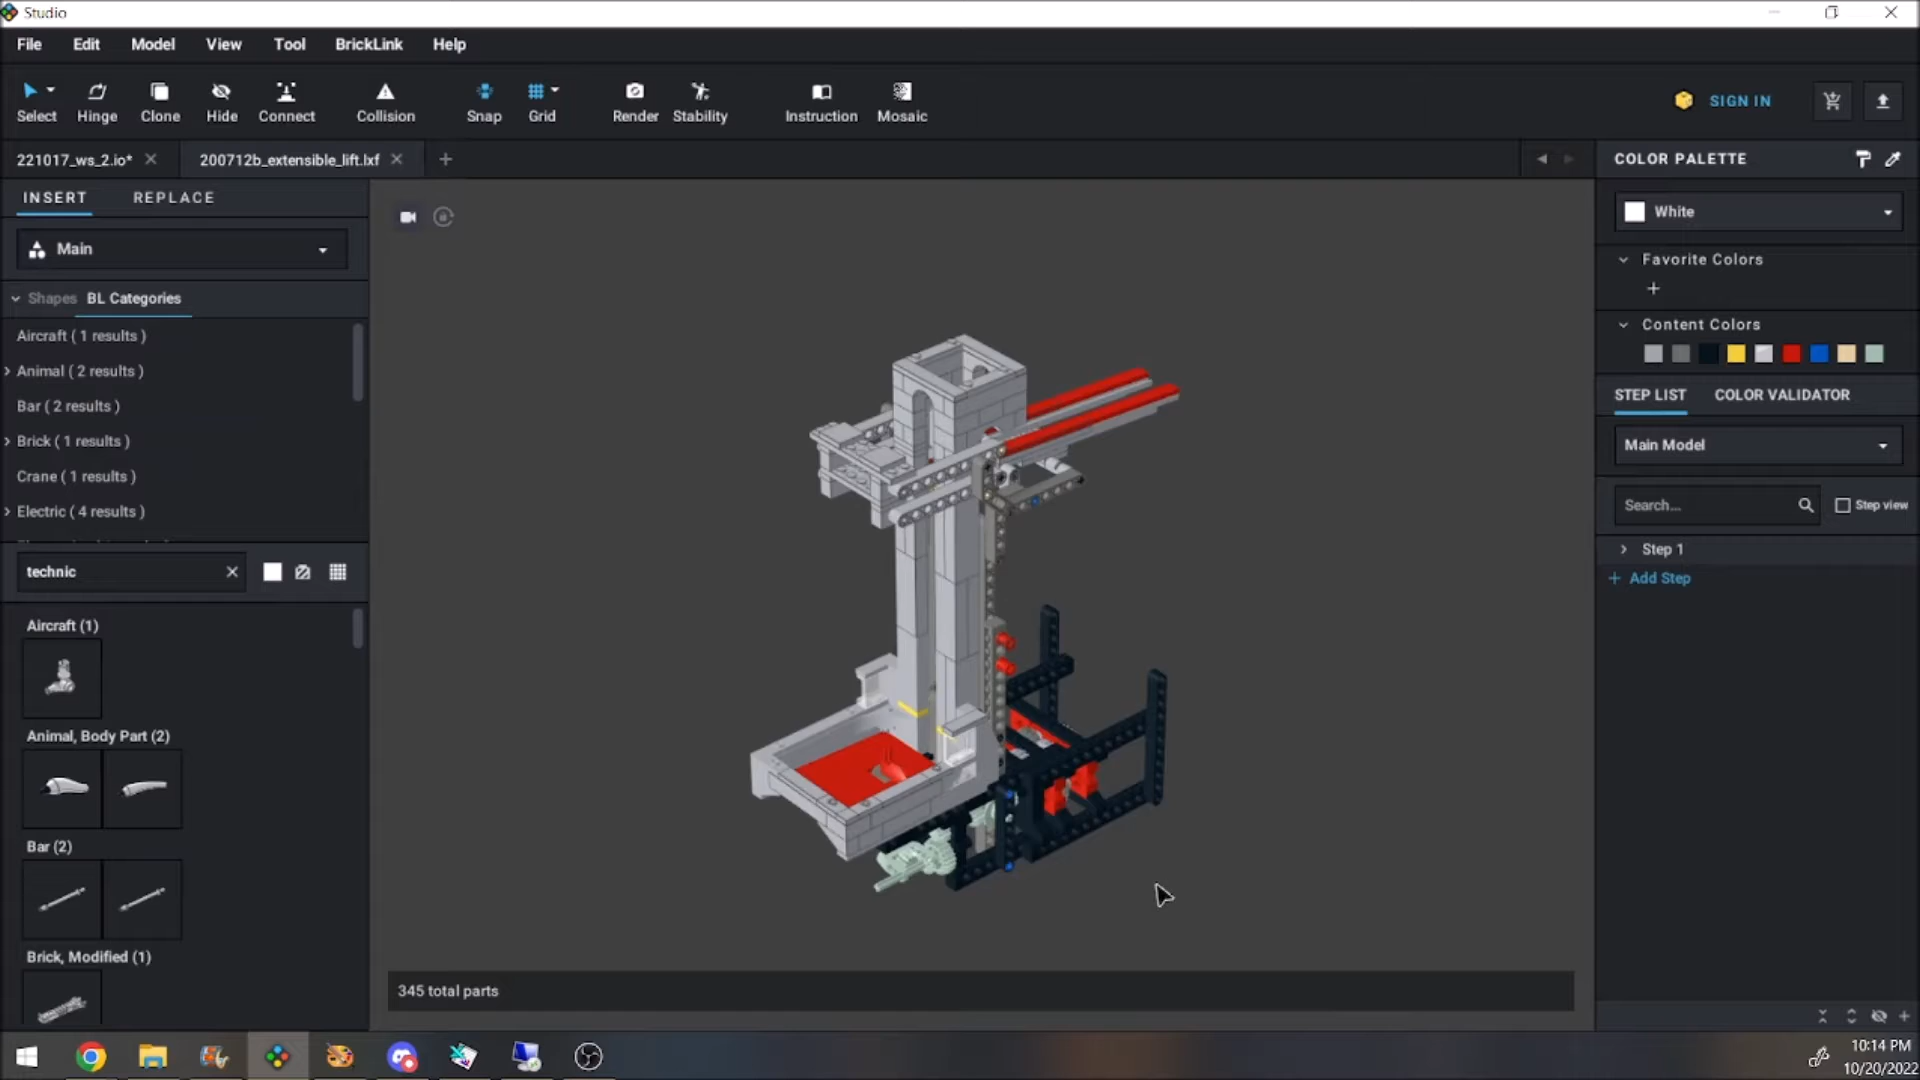 Studio
File Edit Model View Tool BrickLink Help
Select Hinge Clone Hide Connect Collision Snap Grid Render Stability Instruction Mosaic
SIGN IN
221017_ws_2.io*
200712b_extensible_lift.lxf
COLOR PALETTE
INSERT REPLACE
Main
Shapes BL Categories
Aircraft ( 1 results )
Animal ( 2 results )
Bar ( 2 results )
Brick ( 1 results )
Crane ( 1 results )
Electric ( 4 results )
technic
Aircraft (1)
Animal, Body Part (2)
Bar (2)
Brick, Modified (1)
345 total parts
White
Favorite Colors
Content Colors
STEP LIST COLOR VALIDATOR
Main Model
Search...
Step view
Step 1
+ Add Step
10:14 PM
10/20/2022